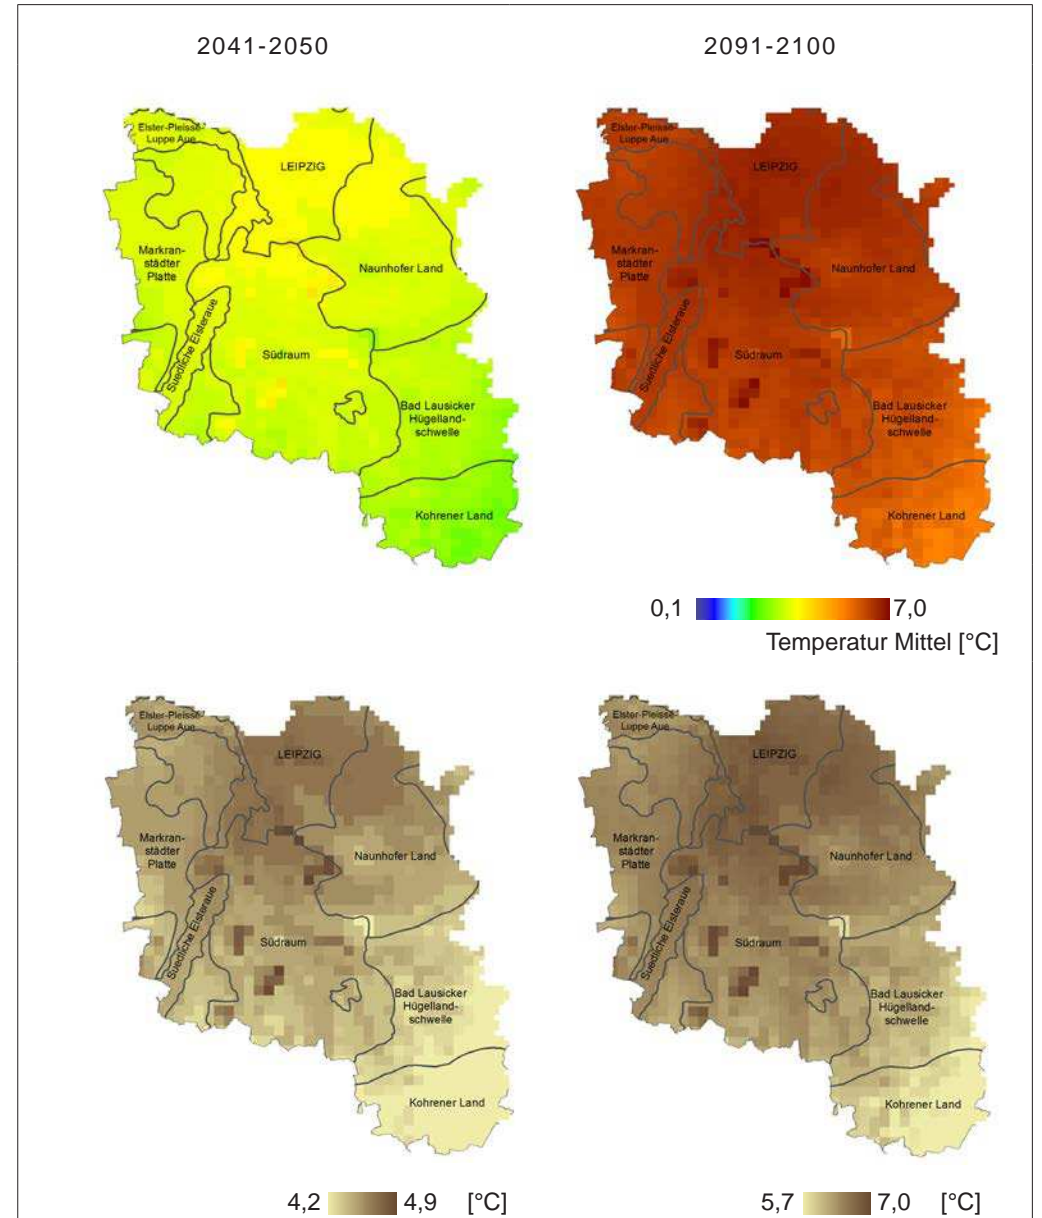 2041-2050
2091-2100
Elster-Pleisse-
Luppe Aue
LEIPZIG
Markran-
städter
Platte
Naunhofer Land
Suedliche Elsteraue
Südraum
Bad Lausicker
Hügelland-
schwelle
Kohrener Land
Elster-Pleisse-
Luppe Aue
LEIPZIG
Markran-
städter
Platte
Naunhofer Land
Suedliche Elsteraue
Südraum
Bad Lausicker
Hügelland-
schwelle
Kohrener Land
0,1 7,0
Temperatur Mittel [°C]
Elster-Pleisse-
Luppe Aue
LEIPZIG
Markran-
städter
Platte
Naunhofer Land
Suedliche Elsteraue
Südraum
Bad Lausicker
Hügelland-
schwelle
Kohrener Land
Elster-Pleisse-
Luppe Aue
LEIPZIG
Markran-
städter
Platte
Naunhofer Land
Suedliche Elsteraue
Südraum
Bad Lausicker
Hügelland-
schwelle
Kohrener Land
4,2 4,9 [°C]
5,7 7,0 [°C]